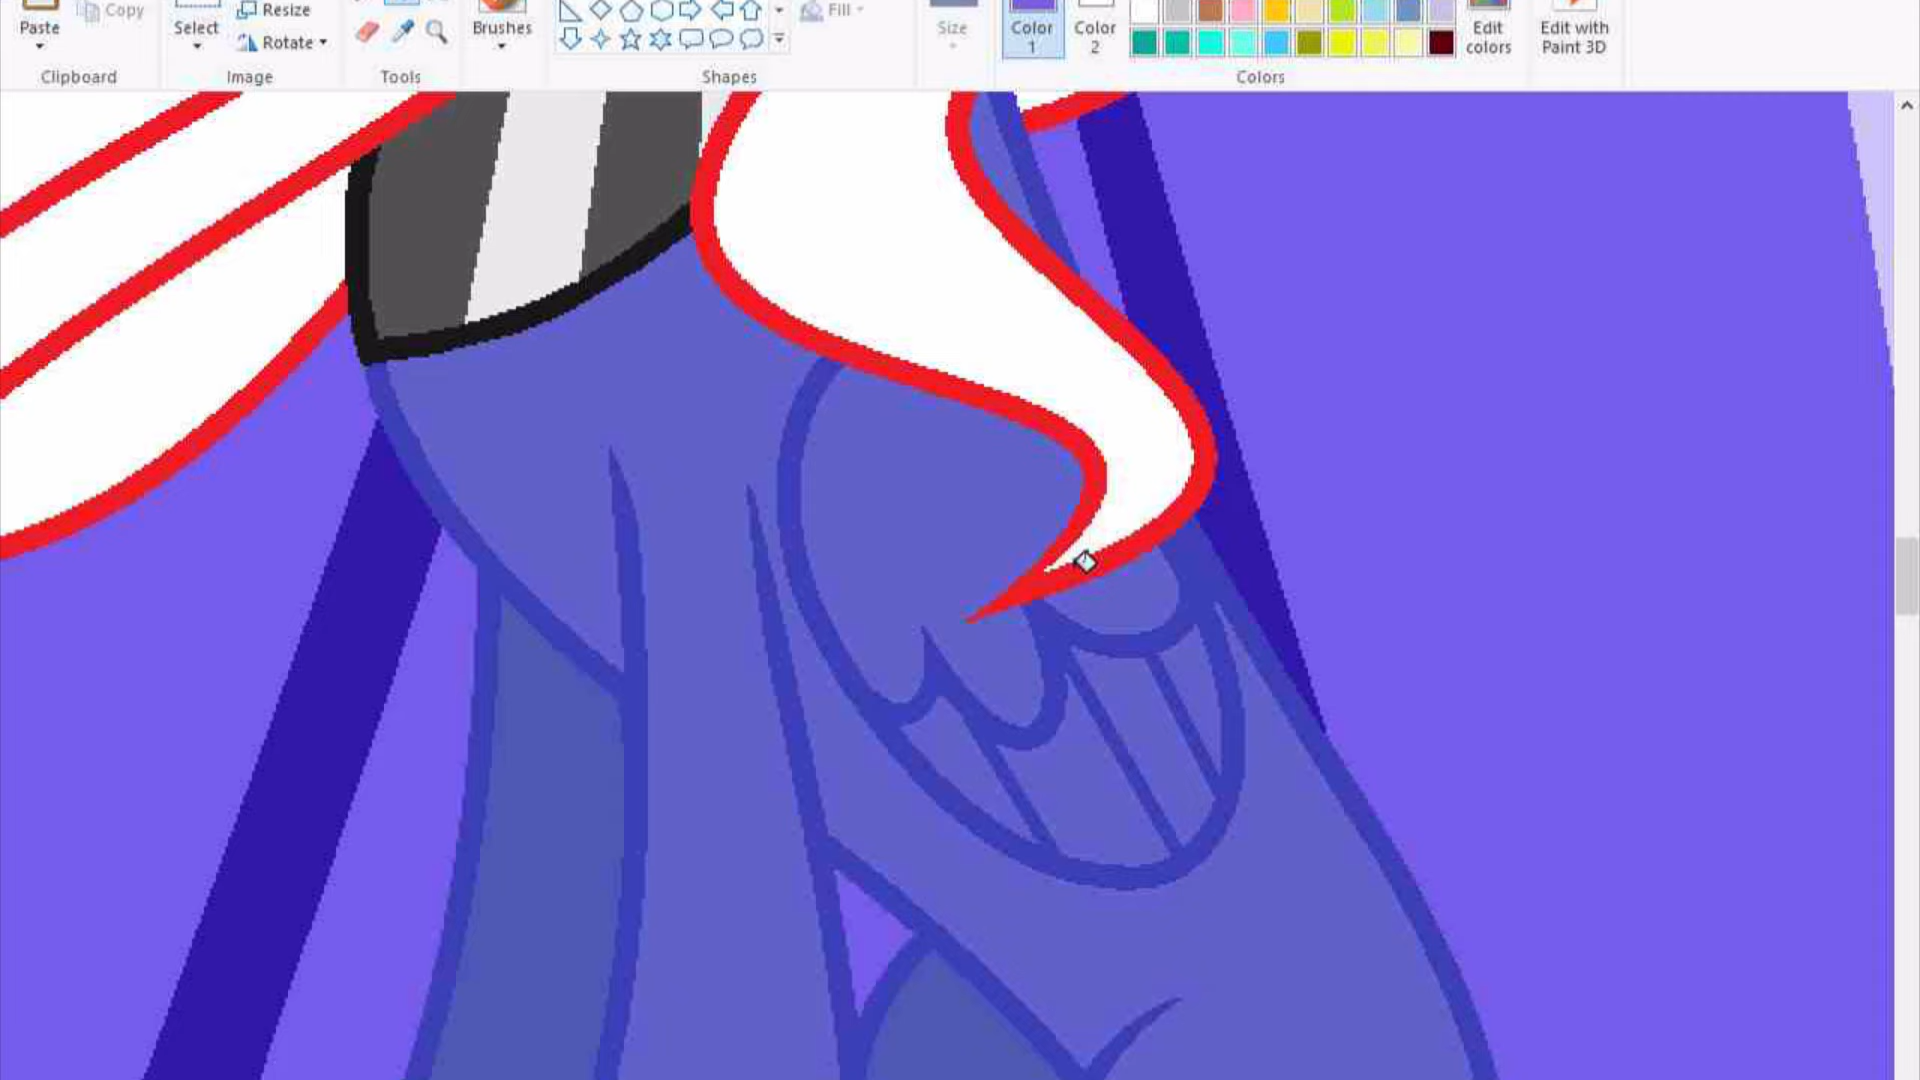 Paste
Copy
Select
Resize
Rotate
Brushes
Fill
Size
Color
1
Color
2
Edit
colors
Edit with
Paint 3D
Clipboard
Image
Tools
Shapes
Colors